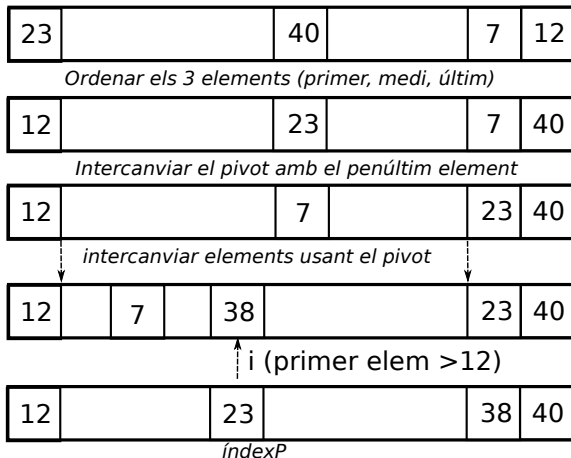 23 40 7 12
Ordenar els 3 elements (primer, medi, últim)
12 23 7 40
Intercanviar el pivot amb el penúltim element
12 7 23 40
intercanviar elements usant el pivot
12 7 38 23 40
i (primer elem >12)
12 23 38 40
índexP